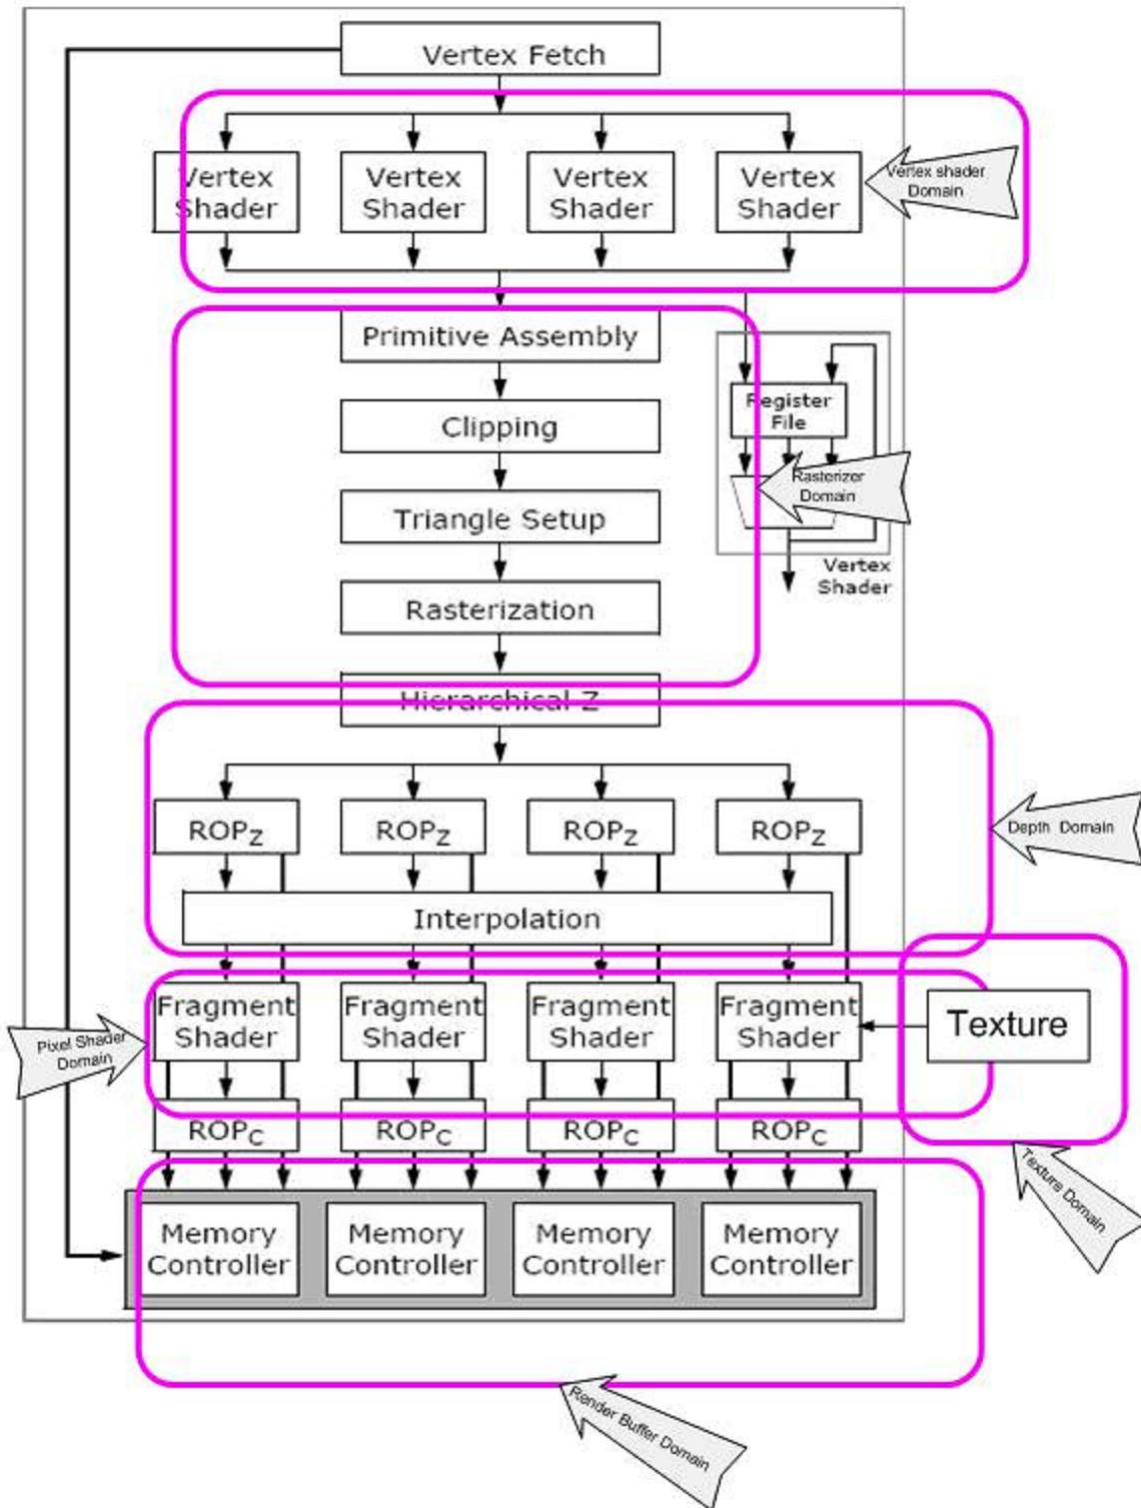 Vertex Fetch
Vertex
Shader
Vertex
Shader
Vertex
Shader
Vertex
Shader
Vertex shader
Domain
Primitive Assembly
Clipping
Triangle Setup
Rasterization
Hierarchical Z
Register
File
Rasterizer
Domain
Vertex
Shader
ROPZ
ROPZ
ROPZ
ROPZ
Depth Domain
Interpolation
Fragment
Shader
Fragment
Shader
Fragment
Shader
Fragment
Shader
Texture
Pixel Shader
Domain
ROPC
ROPC
ROPC
ROPC
Texture Domain
Memory
Controller
Memory
Controller
Memory
Controller
Memory
Controller
Render Buffer Domain